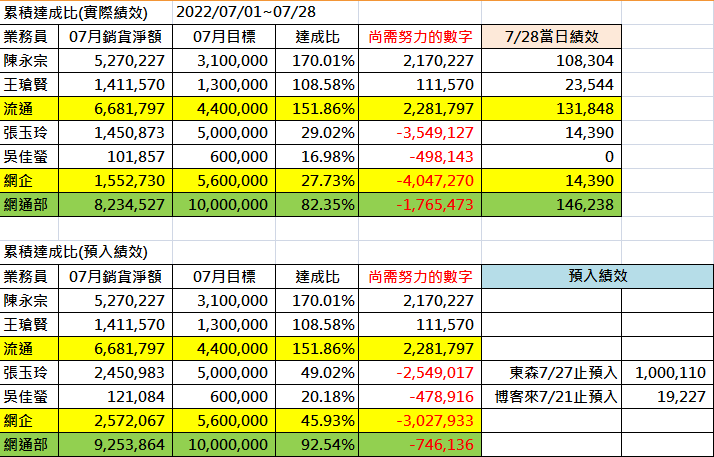 累積達成比(實際績效) 2022/07/01~07/28
業務員 07月銷貨淨額 07月目標 達成比 尚需努力的數字 7/28當日績效
陳永宗 5,270,227 3,100,000 170.01% 2,170,227 108,304
王瑲賢 1,411,570 1,300,000 108.58% 111,570 23,544
流通 6,681,797 4,400,000 151.86% 2,281,797 131,848
張玉玲 1,450,873 5,000,000 29.02% -3,549,127 14,390
吳佳螢 101,857 600,000 16.98% -498,143 0
網企 1,552,730 5,600,000 27.73% -4,047,270 14,390
網通部 8,234,527 10,000,000 82.35% -1,765,473 146,238
累積達成比(預入績效)
業務員 07月銷貨淨額 07月目標 達成比 尚需努力的數字 預入績效
陳永宗 5,270,227 3,100,000 170.01% 2,170,227
王瑲賢 1,411,570 1,300,000 108.58% 111,570
流通 6,681,797 4,400,000 151.86% 2,281,797
張玉玲 2,450,983 5,000,000 49.02% -2,549,017 東森7/27止預入 1,000,110
吳佳螢 121,084 600,000 20.18% -478,916 博客來7/21止預入 19,227
網企 2,572,067 5,600,000 45.93% -3,027,933
網通部 9,253,864 10,000,000 92.54% -746,136